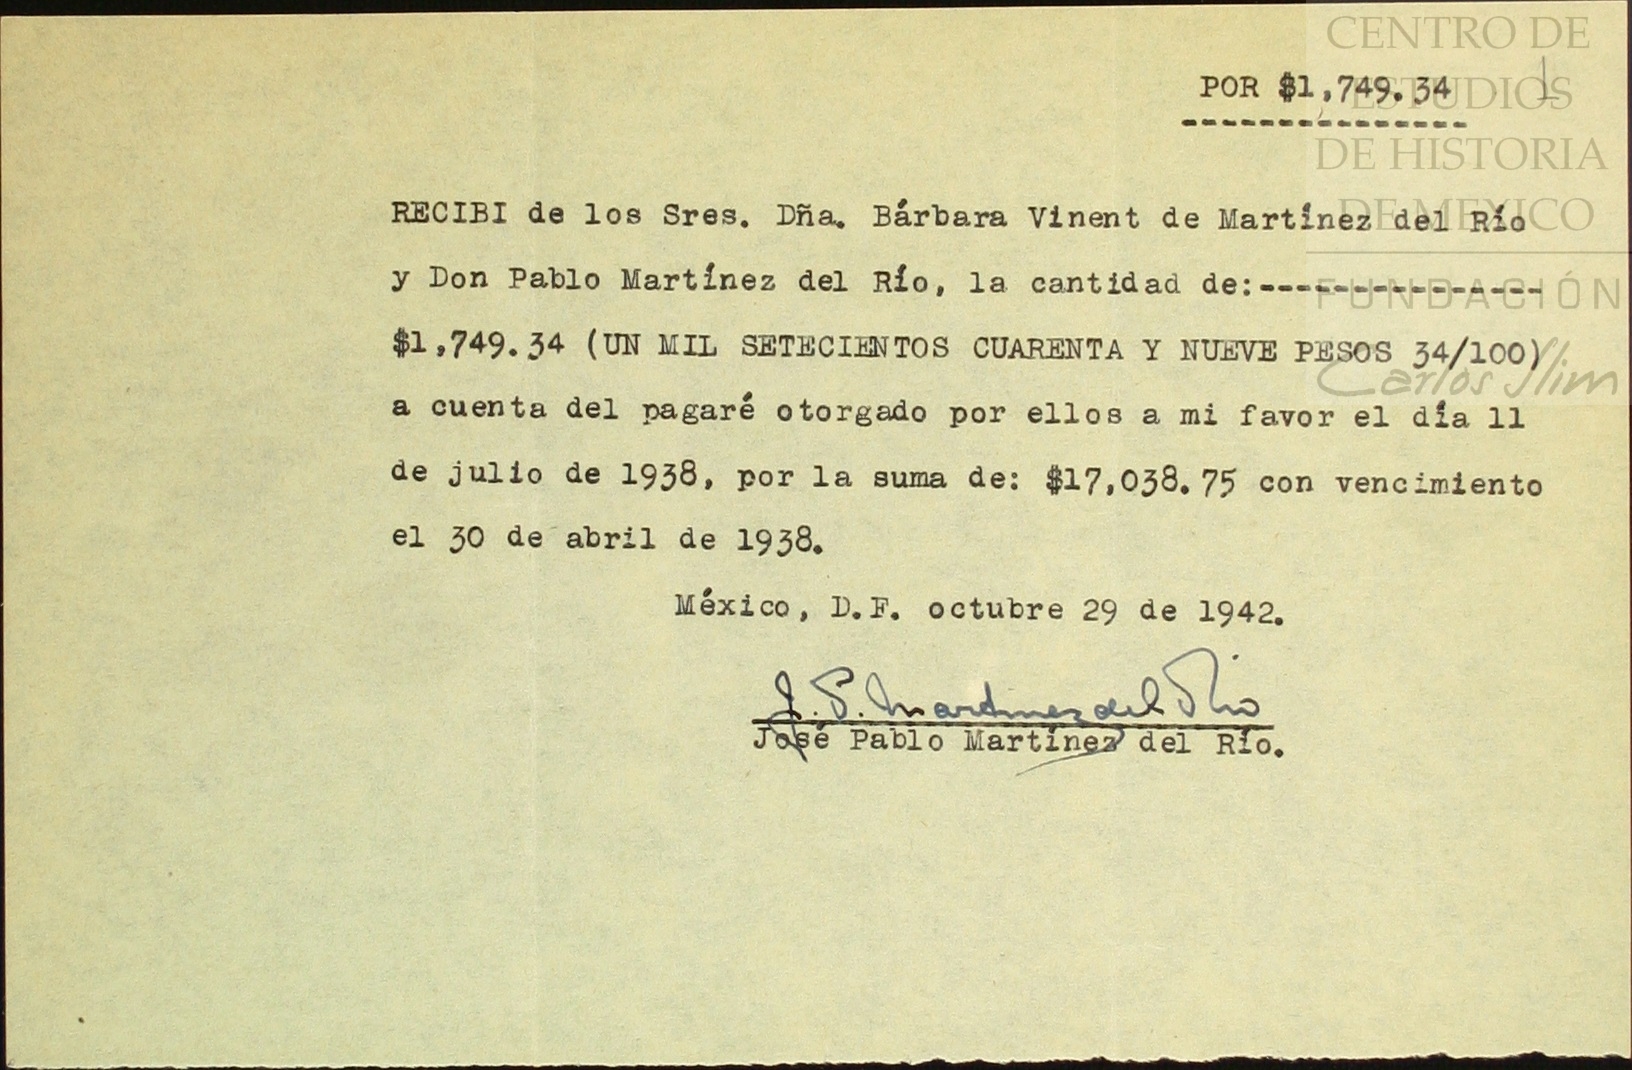 CENTRO DE
ESTUDIOS
DE HISTORIA
DE MEXICO
FUNDACIÓN
Carlos Slim
POR $1,749.34
---------------
RECIBI de los Sres. Dña. Bárbara Vinent de Martínez del Río
y Don Pablo Martínez del Río, la cantidad de:---------------
$1,749.34 (UN MIL SETECIENTOS CUARENTA Y NUEVE PESOS 34/100)
a cuenta del pagaré otorgado por ellos a mi favor el día 11
de julio de 1938, por la suma de: $17,038.75 con vencimiento
el 30 de abril de 1938.
México, D.F. octubre 29 de 1942.
J. P. Martinez del Rio
José Pablo Martínez del Río.